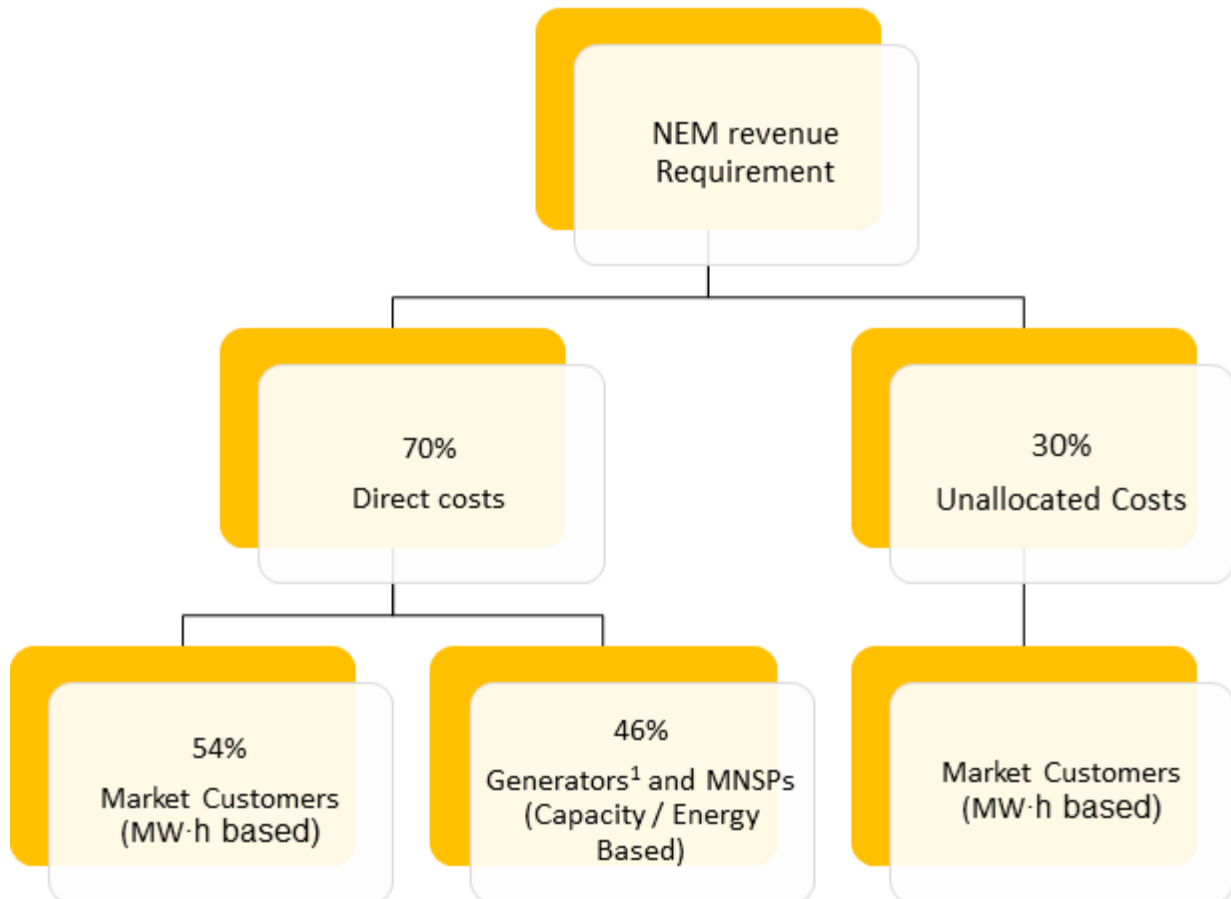 NEM revenue
Requirement
70%
Direct costs
30%
Unallocated Costs
54%
Market Customers
(MW·h based)
46%
Generators¹ and MNSPs
(Capacity / Energy
Based)
Market Customers
(MW·h based)